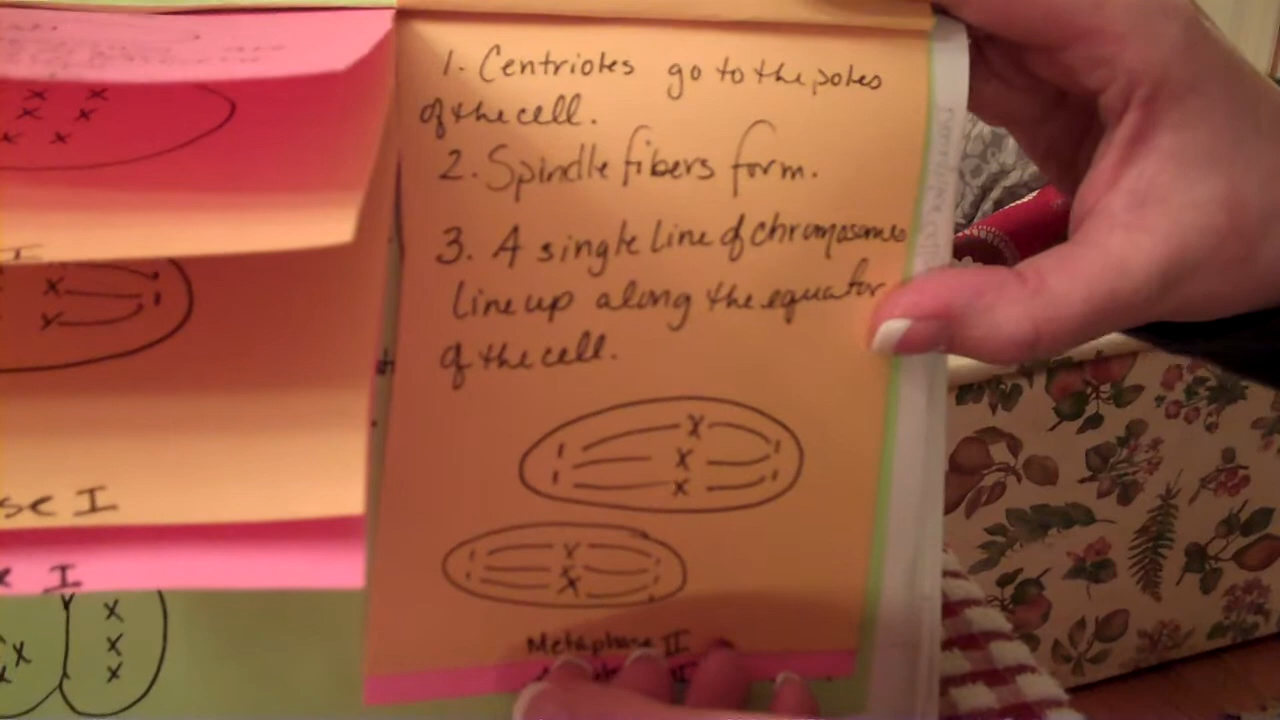 1. Centrioles go to the poles
of the cell.
2. Spindle fibers form.
3. A single line of chromosomes
line up along the equator
of the cell.
Metaphase II
I
I